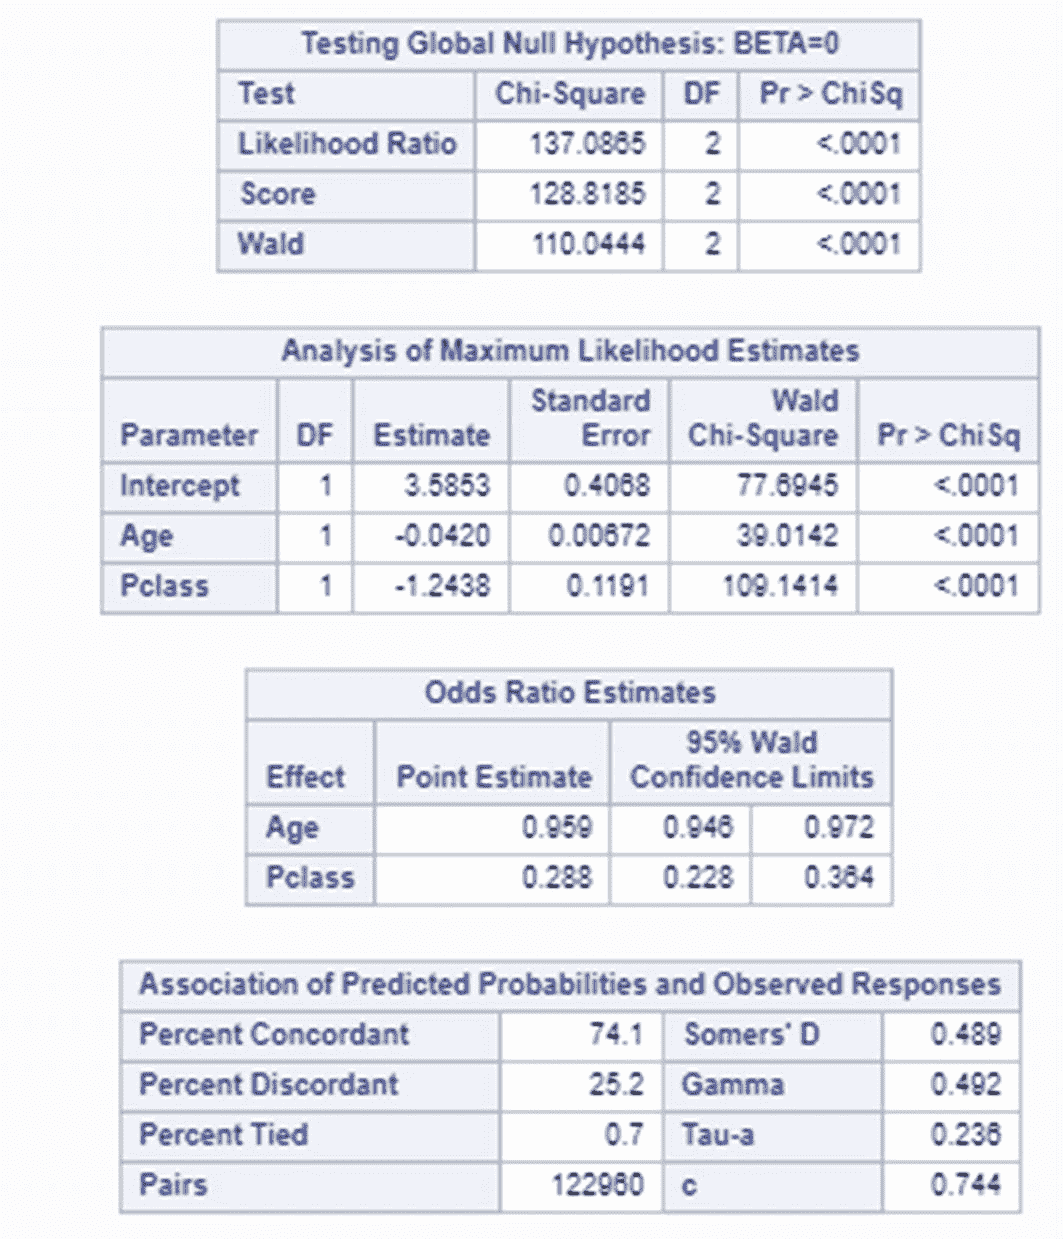 Testing Global Null Hypothesis: BETA=0
Test Chi-Square DF Pr > ChiSq
Likelihood Ratio 137.0865 2 <.0001
Score 128.8185 2 <.0001
Wald 110.0444 2 <.0001
Analysis of Maximum Likelihood Estimates
Parameter DF Estimate Standard Error Wald Chi-Square Pr > ChiSq
Intercept 1 3.5853 0.4068 77.6945 <.0001
Age 1 -0.0420 0.00672 39.0142 <.0001
Pclass 1 -1.2438 0.1191 109.1414 <.0001
Odds Ratio Estimates
Effect Point Estimate 95% Wald Confidence Limits
Age 0.959 0.946 0.972
Pclass 0.288 0.228 0.364
Association of Predicted Probabilities and Observed Responses
Percent Concordant 74.1 Somers' D 0.489
Percent Discordant 25.2 Gamma 0.492
Percent Tied 0.7 Tau-a 0.236
Pairs 122960 c 0.744